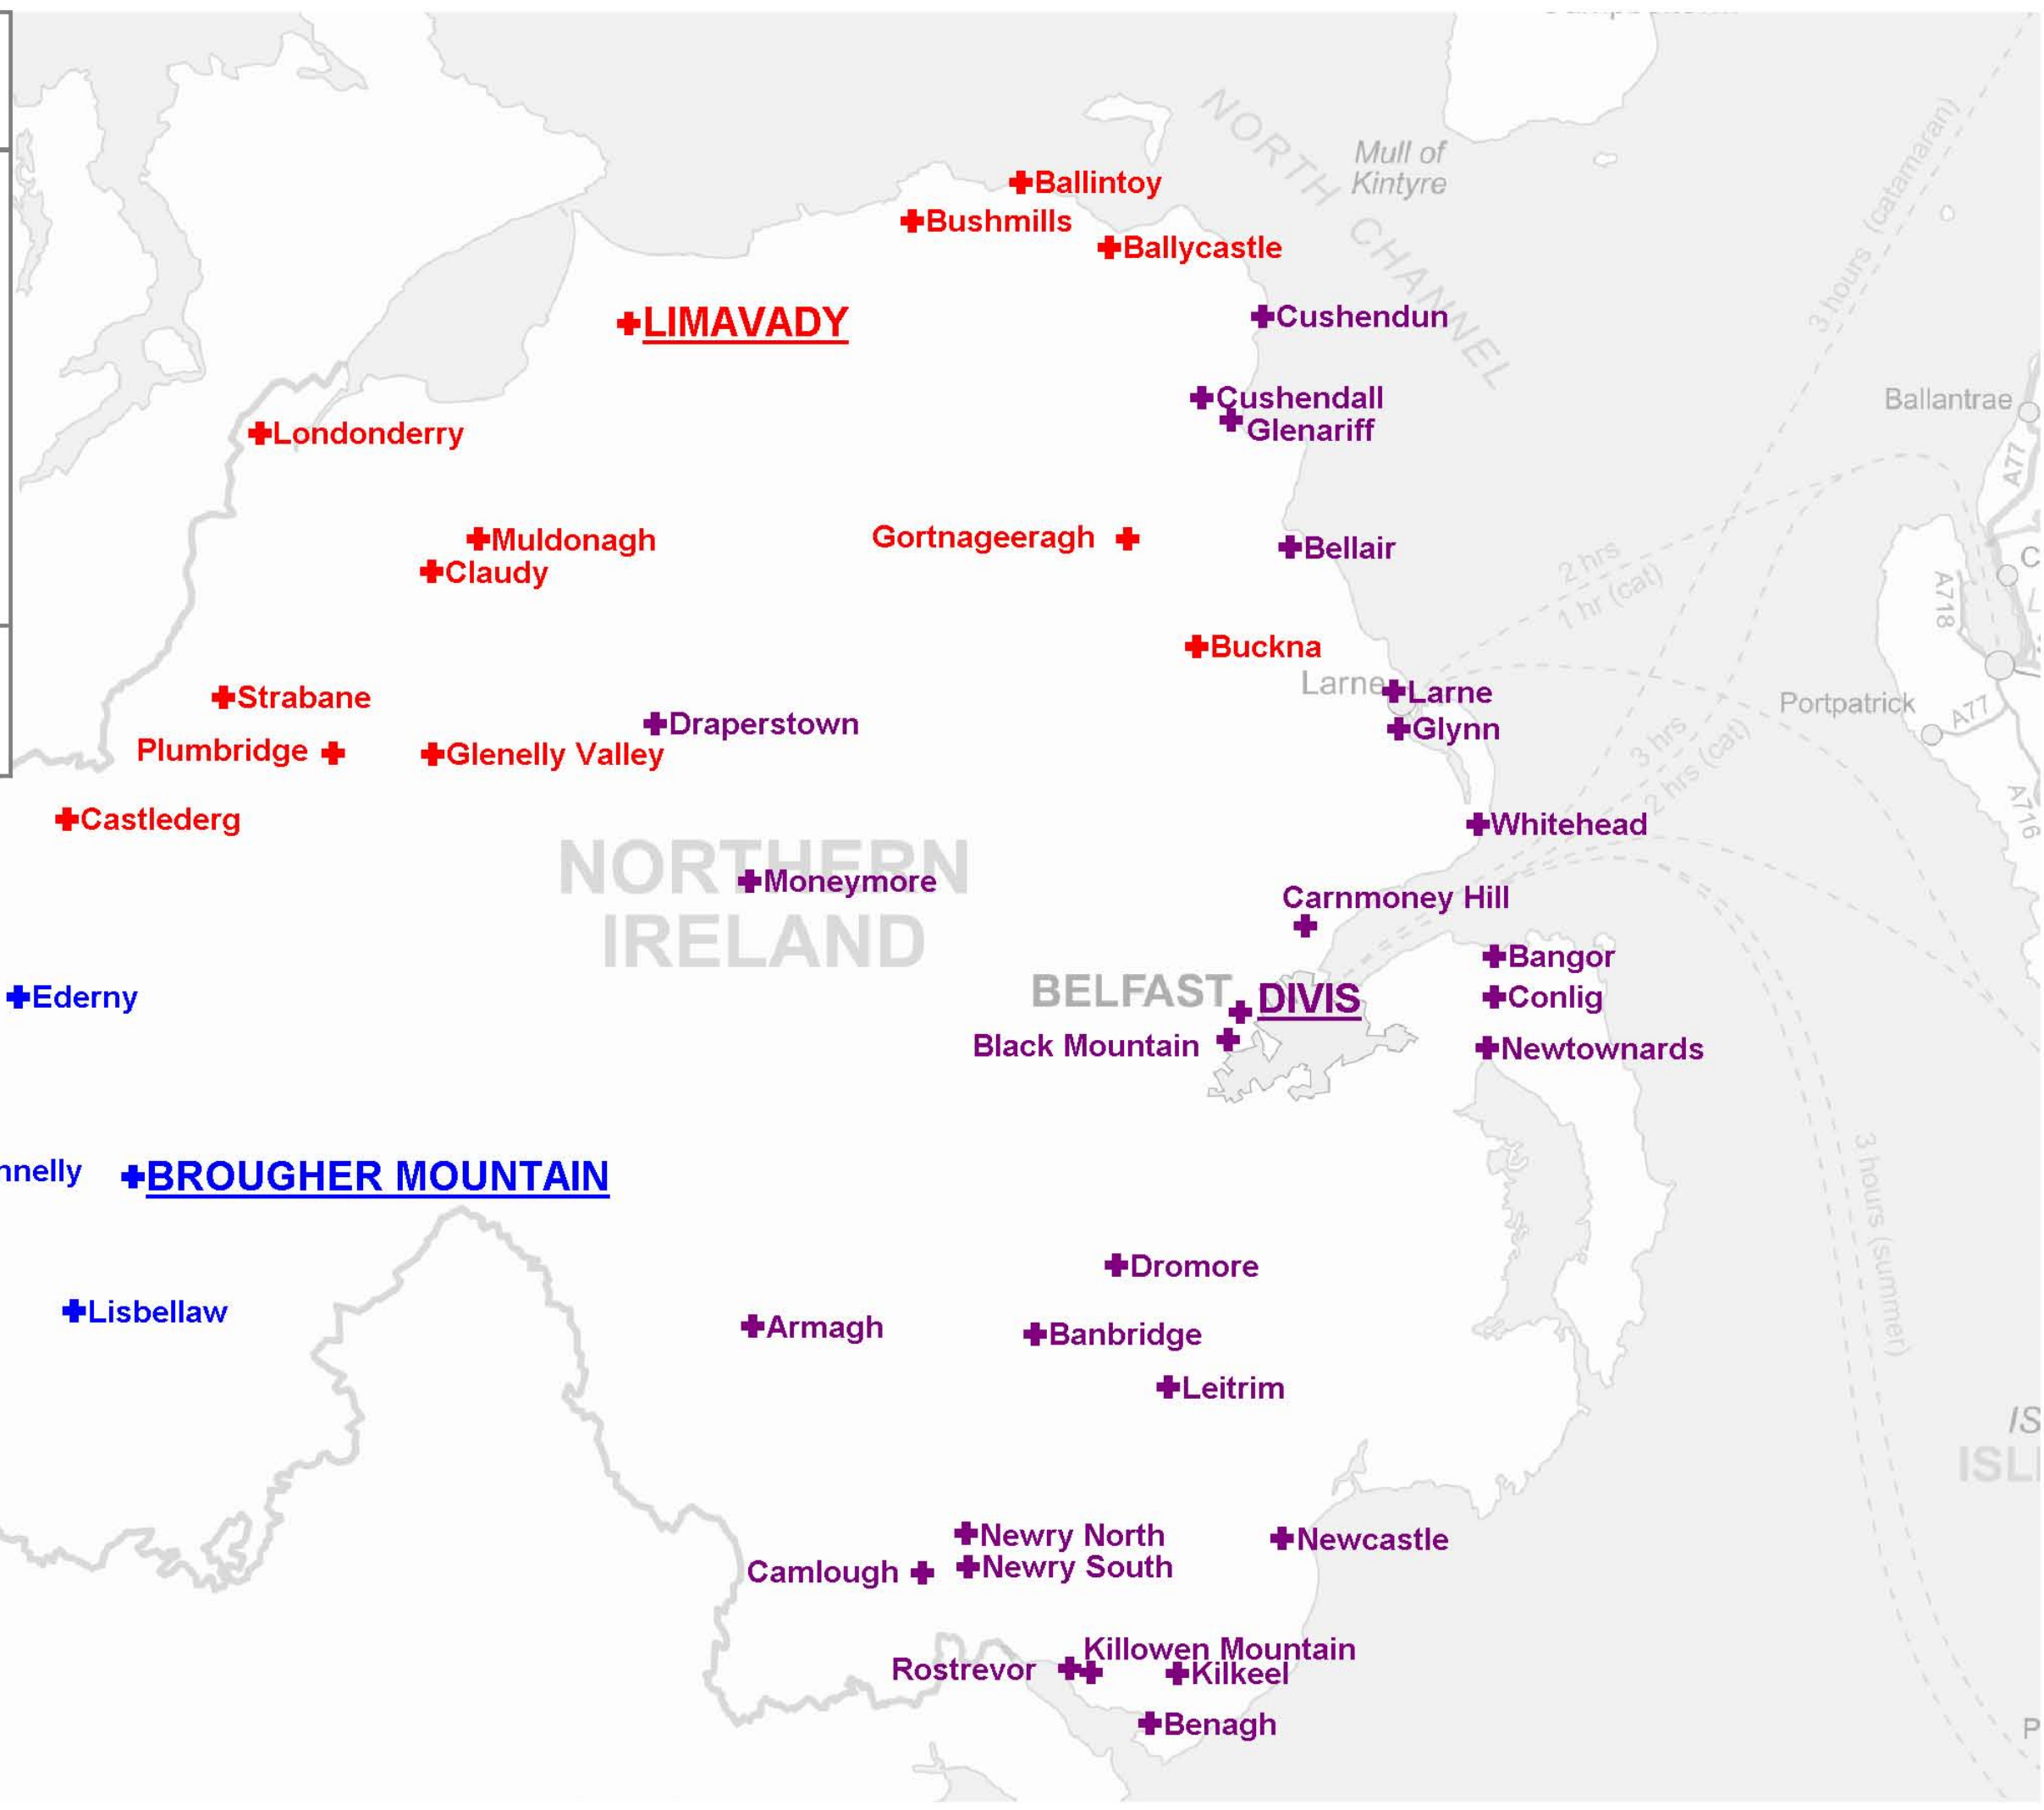 Ballintoy
Bushmills
Ballycastle
NORTH CHANNEL
Mull of
Kintyre
3 hours (catamaran)
LIMAVADY
Cushendun
Cushendall
Glenariff
Ballantrae
A77
Londonderry
Muldonagh
Claudy
Gortnageeragh
Bellair
2 hrs
1 hr (cat)
A718
C
L
Buckna
Larne
Larne
Glynn
Strabane
Draperstown
Plumbridge
Glenelly Valley
Portpatrick
A77
3 hrs
2 hrs (cat)
A716
Castlederg
Whitehead
NORTHERN
IRELAND
Moneymore
Carnmoney Hill
Bangor
Conlig
Newtownards
Ederny
BELFAST
DIVIS
Black Mountain
nnelly
BROUGHER MOUNTAIN
3 hours (summer)
Lisbellaw
Dromore
Armagh
Banbridge
Leitrim
IS
ISL
Newry North
Newry South
Camlough
Newcastle
Killowen Mountain
Rostrevor
Kilkeel
Benagh
P